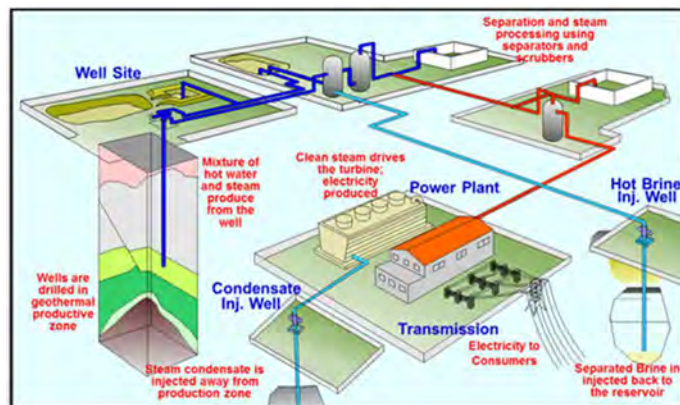 Separation and steam
processing using
separators and
scrubbers
Well Site
Mixture of
hot water
and steam
produce from
the well
Clean steam drives
the turbine;
electricity
produced
Power Plant
Hot Brine
Inj. Well
Wells are
drilled in
geothermal
productive
zone
Condensate
Inj. Well
Transmission
Electricity to
Consumers
Steam condensate is
injected away from
production zone
Separated Brine in
injected back to
the reservoir